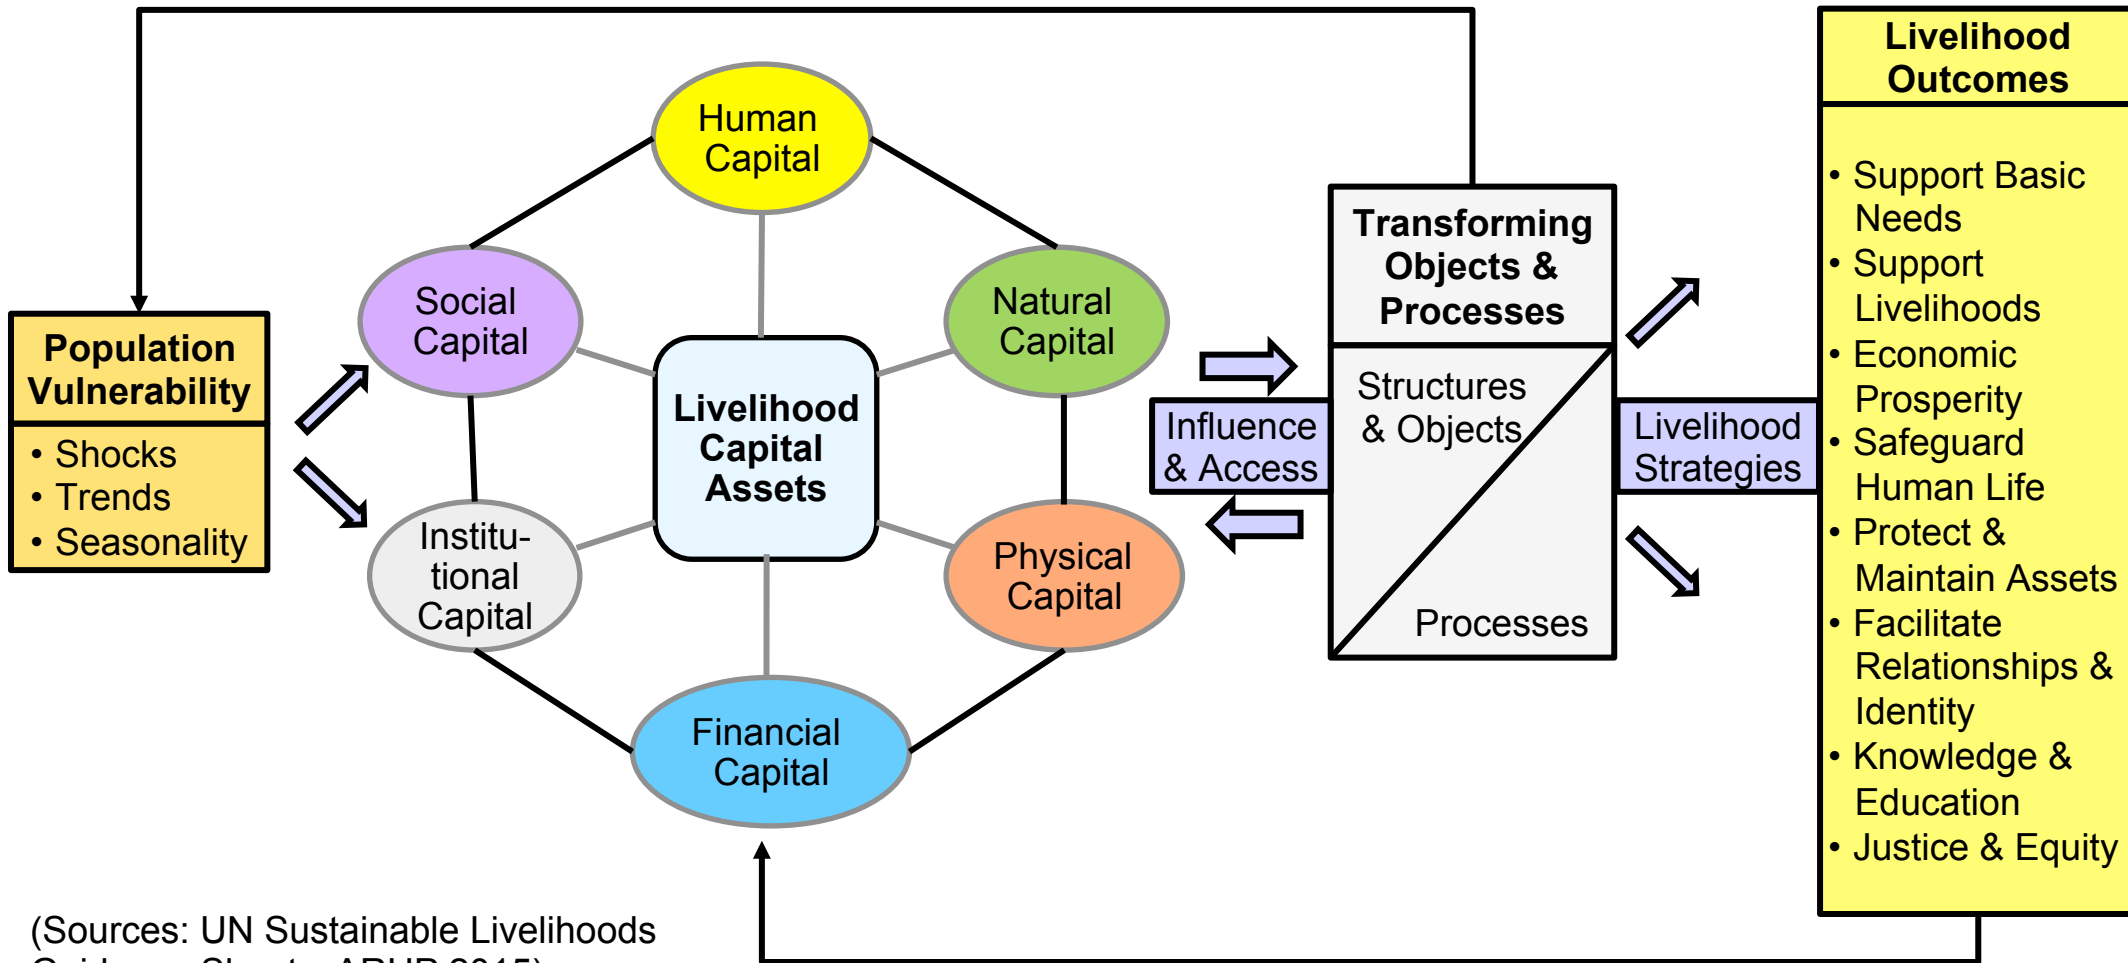 Livelihood
Outcomes
Human
Capital
• Support Basic
Needs
Transforming
Objects &
Processes
• Support
Livelihoods
Social
Capital
Natural
Capital
Population
Vulnerability
• Economic
Prosperity
Structures
& Objects
Livelihood
Capital
Assets
Influence
& Access
Livelihood
Strategies
• Shocks
• Trends
• Seasonality
• Safeguard
Human Life
Institu-
tional
Capital
Physical
Capital
• Protect &
Maintain Assets
Processes
• Facilitate
Relationships &
Identity
Financial
Capital
• Knowledge &
Education
• Justice & Equity
(Sources: UN Sustainable Livelihoods